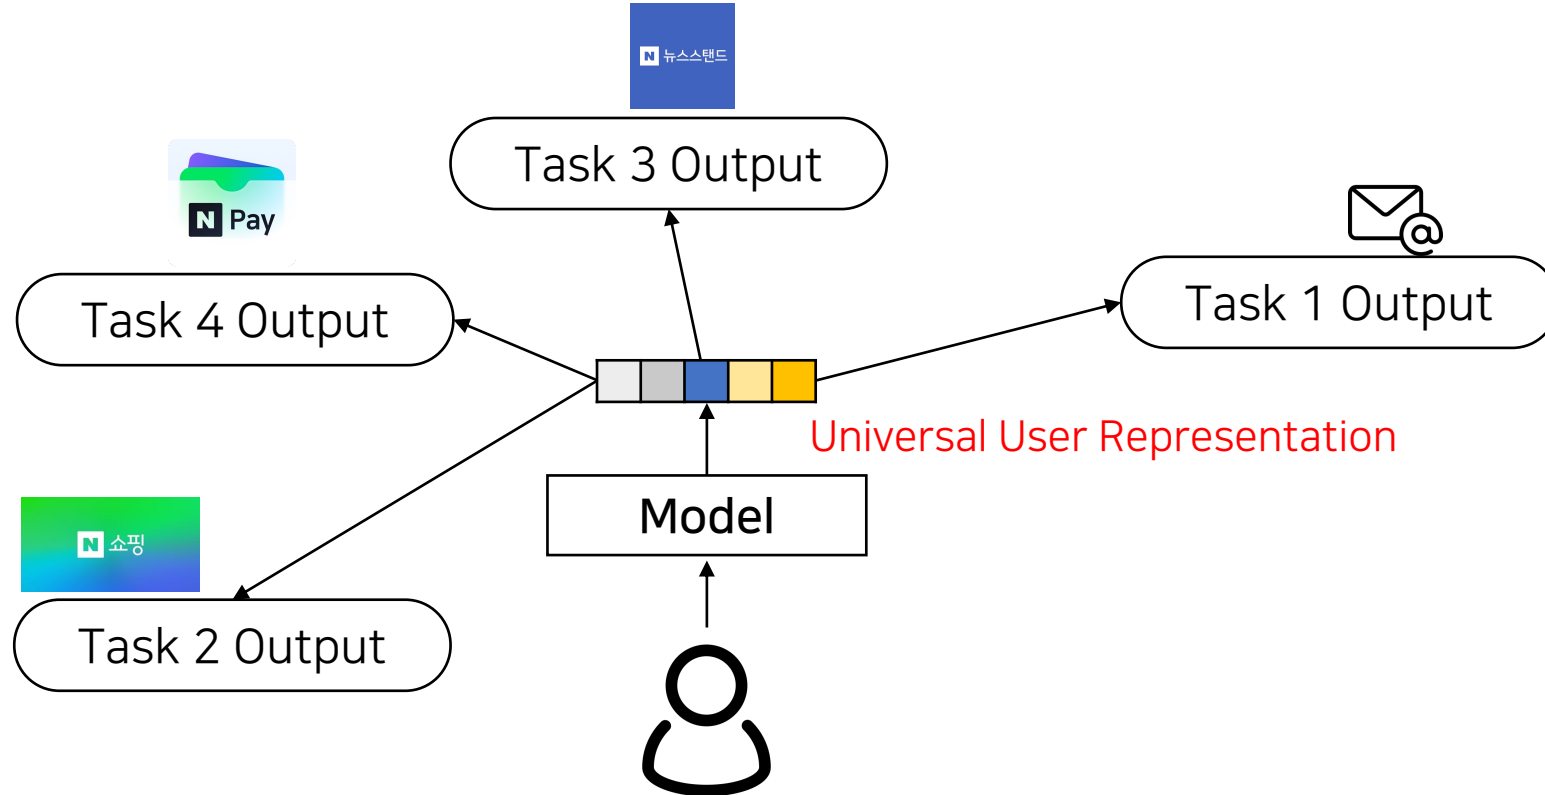 N 뉴스스탠드
Task 3 Output
N Pay
Task 4 Output
@
Task 1 Output
Universal User Representation
Model
N 쇼핑
Task 2 Output